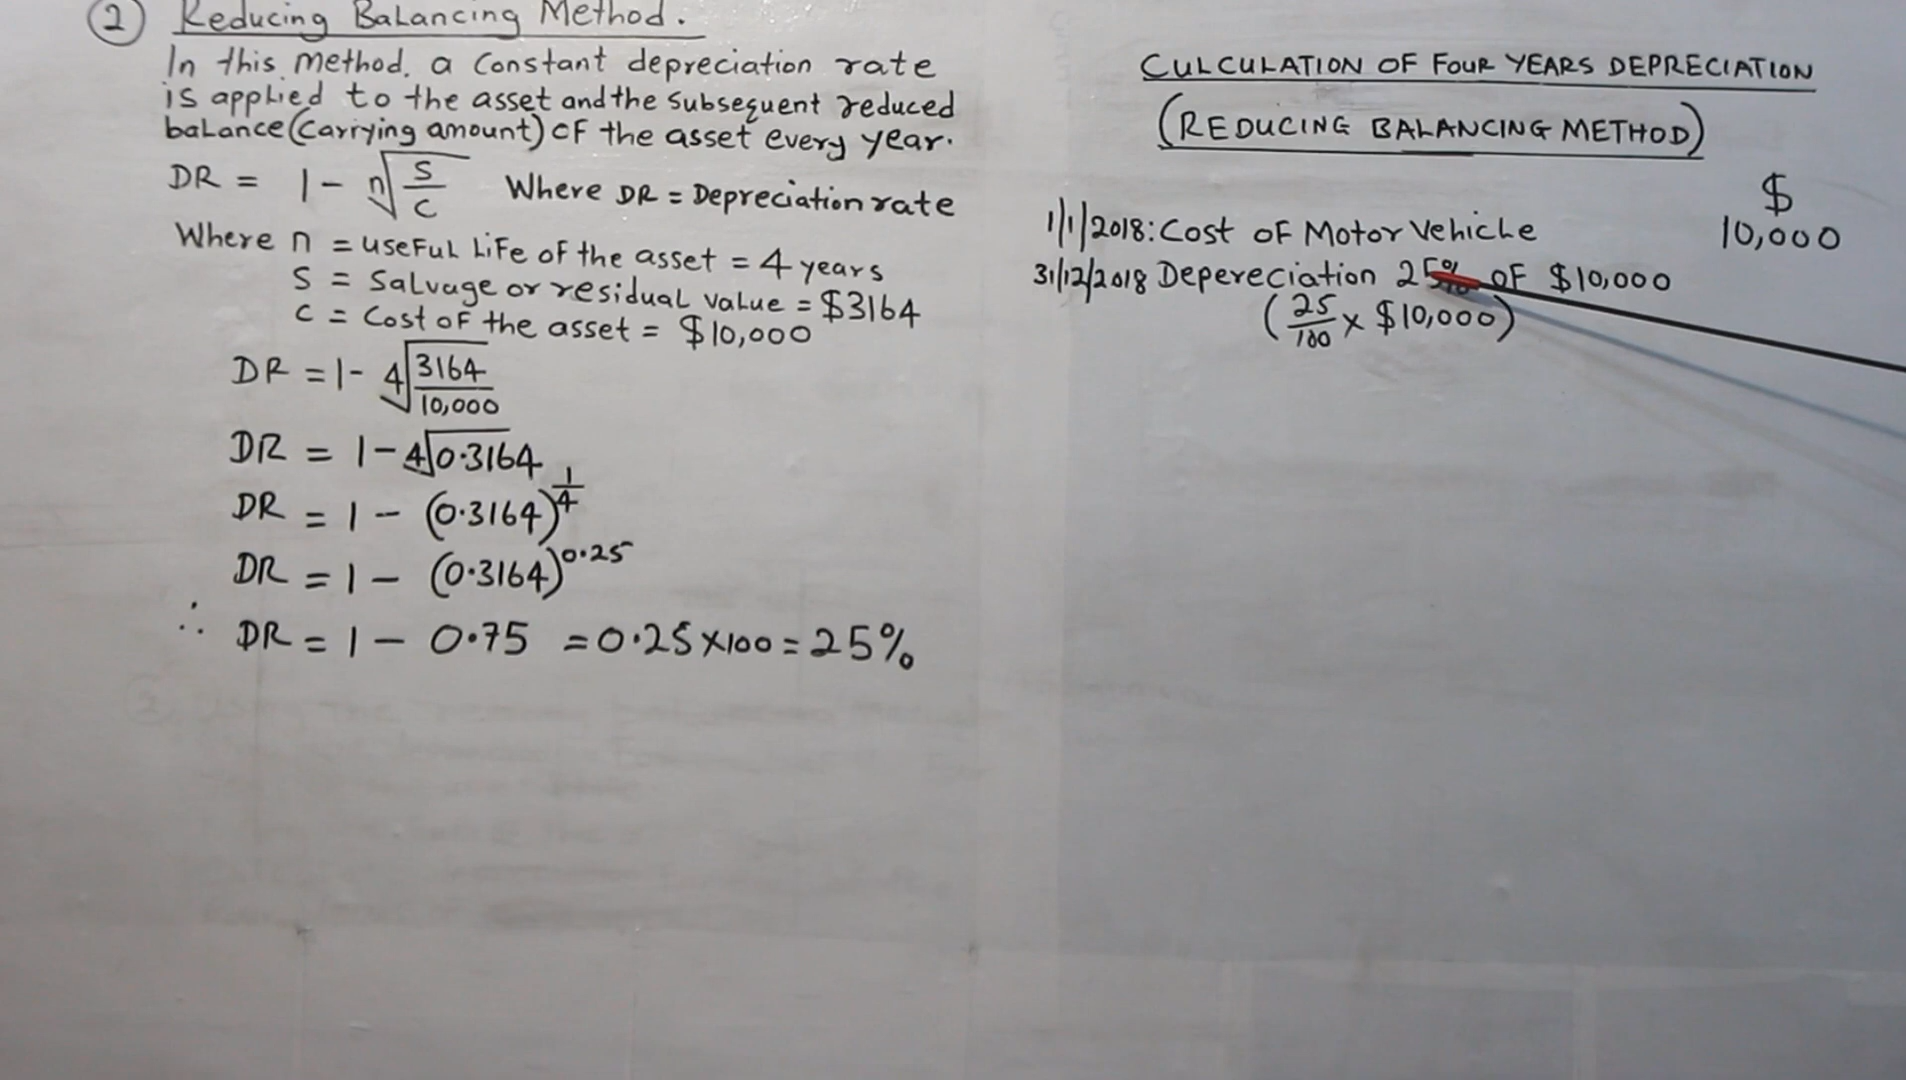 2 Reducing Balancing Method.
In this method, a constant depreciation rate
is applied to the asset and the subsequent reduced
balance (carrying amount) of the asset every year.
DR = 1 - n√S/C Where DR = Depreciation rate
Where n = useful life of the asset = 4 years
S = Salvage or residual value = $3164
C = Cost of the asset = $10,000
DR = 1 - 4√3164/10,000
DR = 1 - 4√0.3164
DR = 1 - (0.3164)^1/4
DR = 1 - (0.3164)^0.25
∴ DR = 1 - 0.75 = 0.25 x 100 = 25%
CULCULATION OF FOUR YEARS DEPRECIATION
(REDUCING BALANCING METHOD)
$
1/1/2018: Cost of Motor Vehicle 10,000
31/12/2018 Depereciation 25% of $10,000
(25/100 x $10,000)